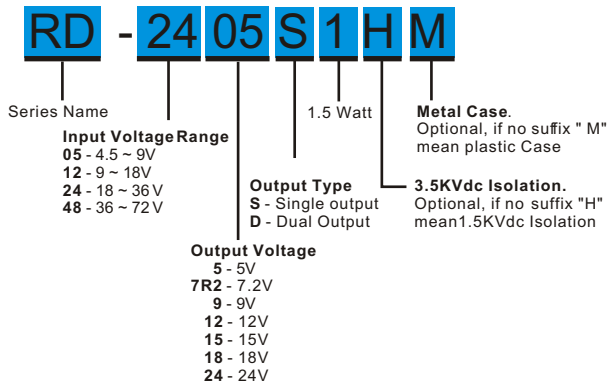 RD - 24 05 S 1 H M
Series Name
Input Voltage Range
05 - 4.5 ~ 9V
12 - 9 ~ 18V
24 - 18 ~ 36 V
48 - 36 ~ 72 V
Output Voltage
5 - 5V
7R2 - 7.2V
9 - 9V
12 - 12V
15 - 15V
18 - 18V
24 - 24V
Output Type
S - Single output
D - Dual Output
1.5 Watt
3.5KVdc Isolation.
Optional, if no suffix "H"
mean1.5KVdc Isolation
Metal Case.
Optional, if no suffix " M"
mean plastic Case